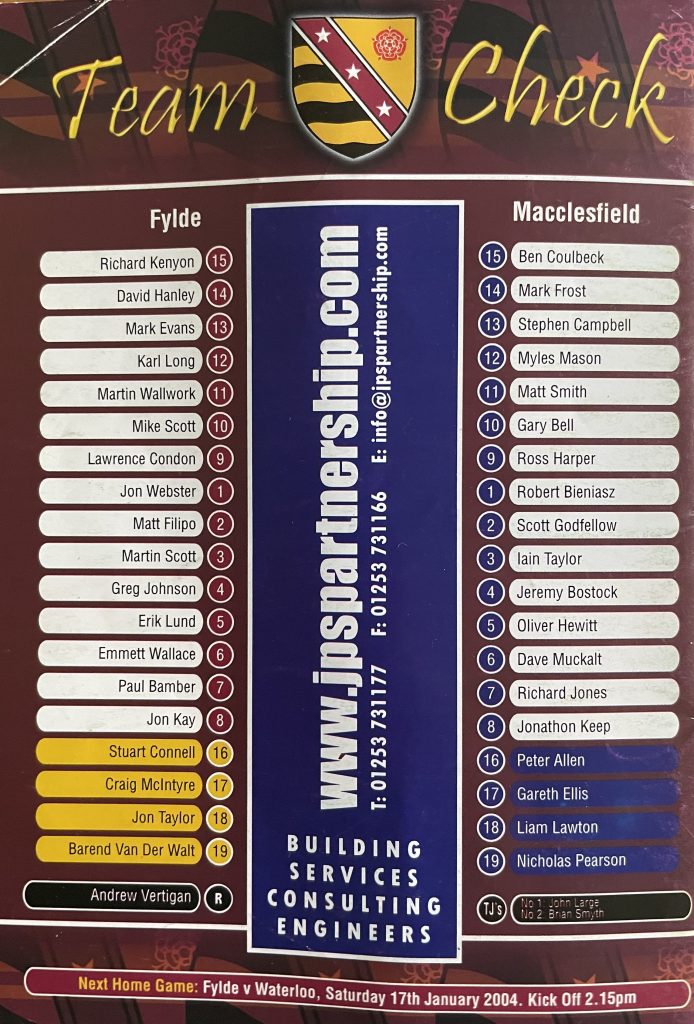 Team Check
Fylde
Richard Kenyon 15
David Hanley 14
Mark Evans 13
Karl Long 12
Martin Wallwork 11
Mike Scott 10
Lawrence Condon 9
Jon Webster 1
Matt Filipo 2
Martin Scott 3
Greg Johnson 4
Erik Lund 5
Emmett Wallace 6
Paul Bamber 7
Jon Kay 8
Stuart Connell 16
Craig McIntyre 17
Jon Taylor 18
Barend Van Der Walt 19
Andrew Vertigan R
www.jpspartnership.com
T: 01253 731177 F: 01253 731166 E: info@jpspartnership.com
BUILDING
SERVICES
CONSULTING
ENGINEERS
Macclesfield
15 Ben Coulbeck
14 Mark Frost
13 Stephen Campbell
12 Myles Mason
11 Matt Smith
10 Gary Bell
9 Ross Harper
1 Robert Bieniasz
2 Scott Godfellow
3 Iain Taylor
4 Jeremy Bostock
5 Oliver Hewitt
6 Dave Muckalt
7 Richard Jones
8 Jonathon Keep
16 Peter Allen
17 Gareth Ellis
18 Liam Lawton
19 Nicholas Pearson
TJ's No 1: John Large
No 2: Brian Smyth
Next Home Game: Fylde v Waterloo, Saturday 17th January 2004. Kick Off 2.15pm